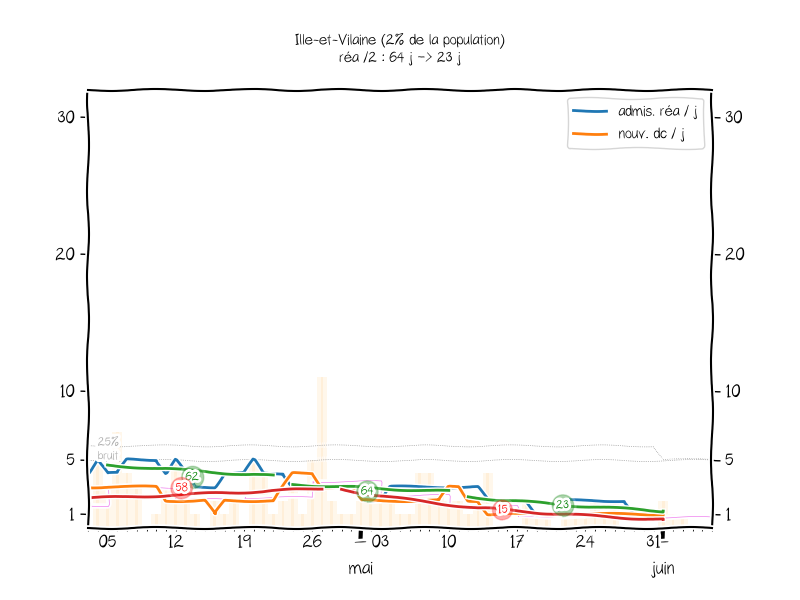 Ille-et-Vilaine (2% de la population)
réa /2 : 64 j -> 23 j
admis. réa / j
nouv. dc / j
30
30
20
20
10
10
25%
bruit
5
5
62
58
64
23
15
1
1
05 12 19 26 03 10 17 24 31
mai juin